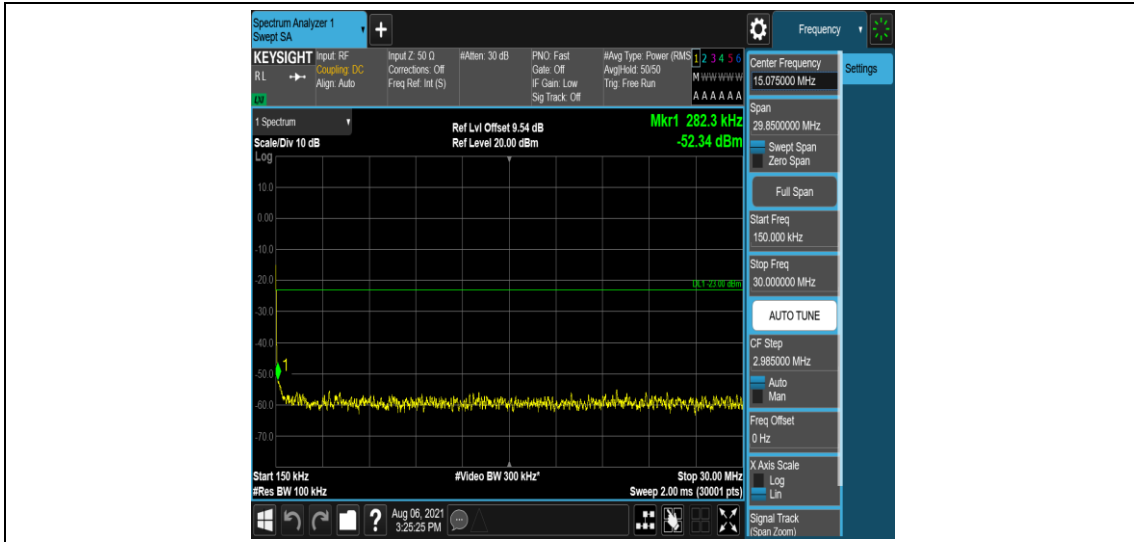 Spectrum Analyzer 1
Swept SA
Frequency
KEYSIGHT
RL
LXI
Input: RF
Coupling: DC
Align: Auto
Input Z: 50 Ω
Corrections: Off
Freq Ref: Int (S)
#Atten: 30 dB
PNO: Fast
Gate: Off
IF Gain: Low
Sig Track: Off
#Avg Type: Power (RMS
Avg|Hold: 50/50
Trig: Free Run
1 2 3 4 5 6
M W W W W W
A A A A A A
1 Spectrum
Scale/Div 10 dB
Log
Ref Lvl Offset 9.54 dB
Ref Level 20.00 dBm
Mkr1 282.3 kHz
-52.34 dBm
10.0
0.00
-10.0
-20.0
DL1 -23.00 dBm
-30.0
-40.0
-50.0
1
-60.0
-70.0
Start 150 kHz
#Res BW 100 kHz
#Video BW 300 kHz*
Stop 30.00 MHz
Sweep 2.00 ms (30001 pts)
?
Aug 06, 2021
3:25:25 PM
Center Frequency
15.075000 MHz
Settings
Span
29.8500000 MHz
Swept Span
Zero Span
Full Span
Start Freq
150.000 kHz
Stop Freq
30.000000 MHz
AUTO TUNE
CF Step
2.985000 MHz
Auto
Man
Freq Offset
0 Hz
X Axis Scale
Log
Lin
Signal Track
(Span Zoom)